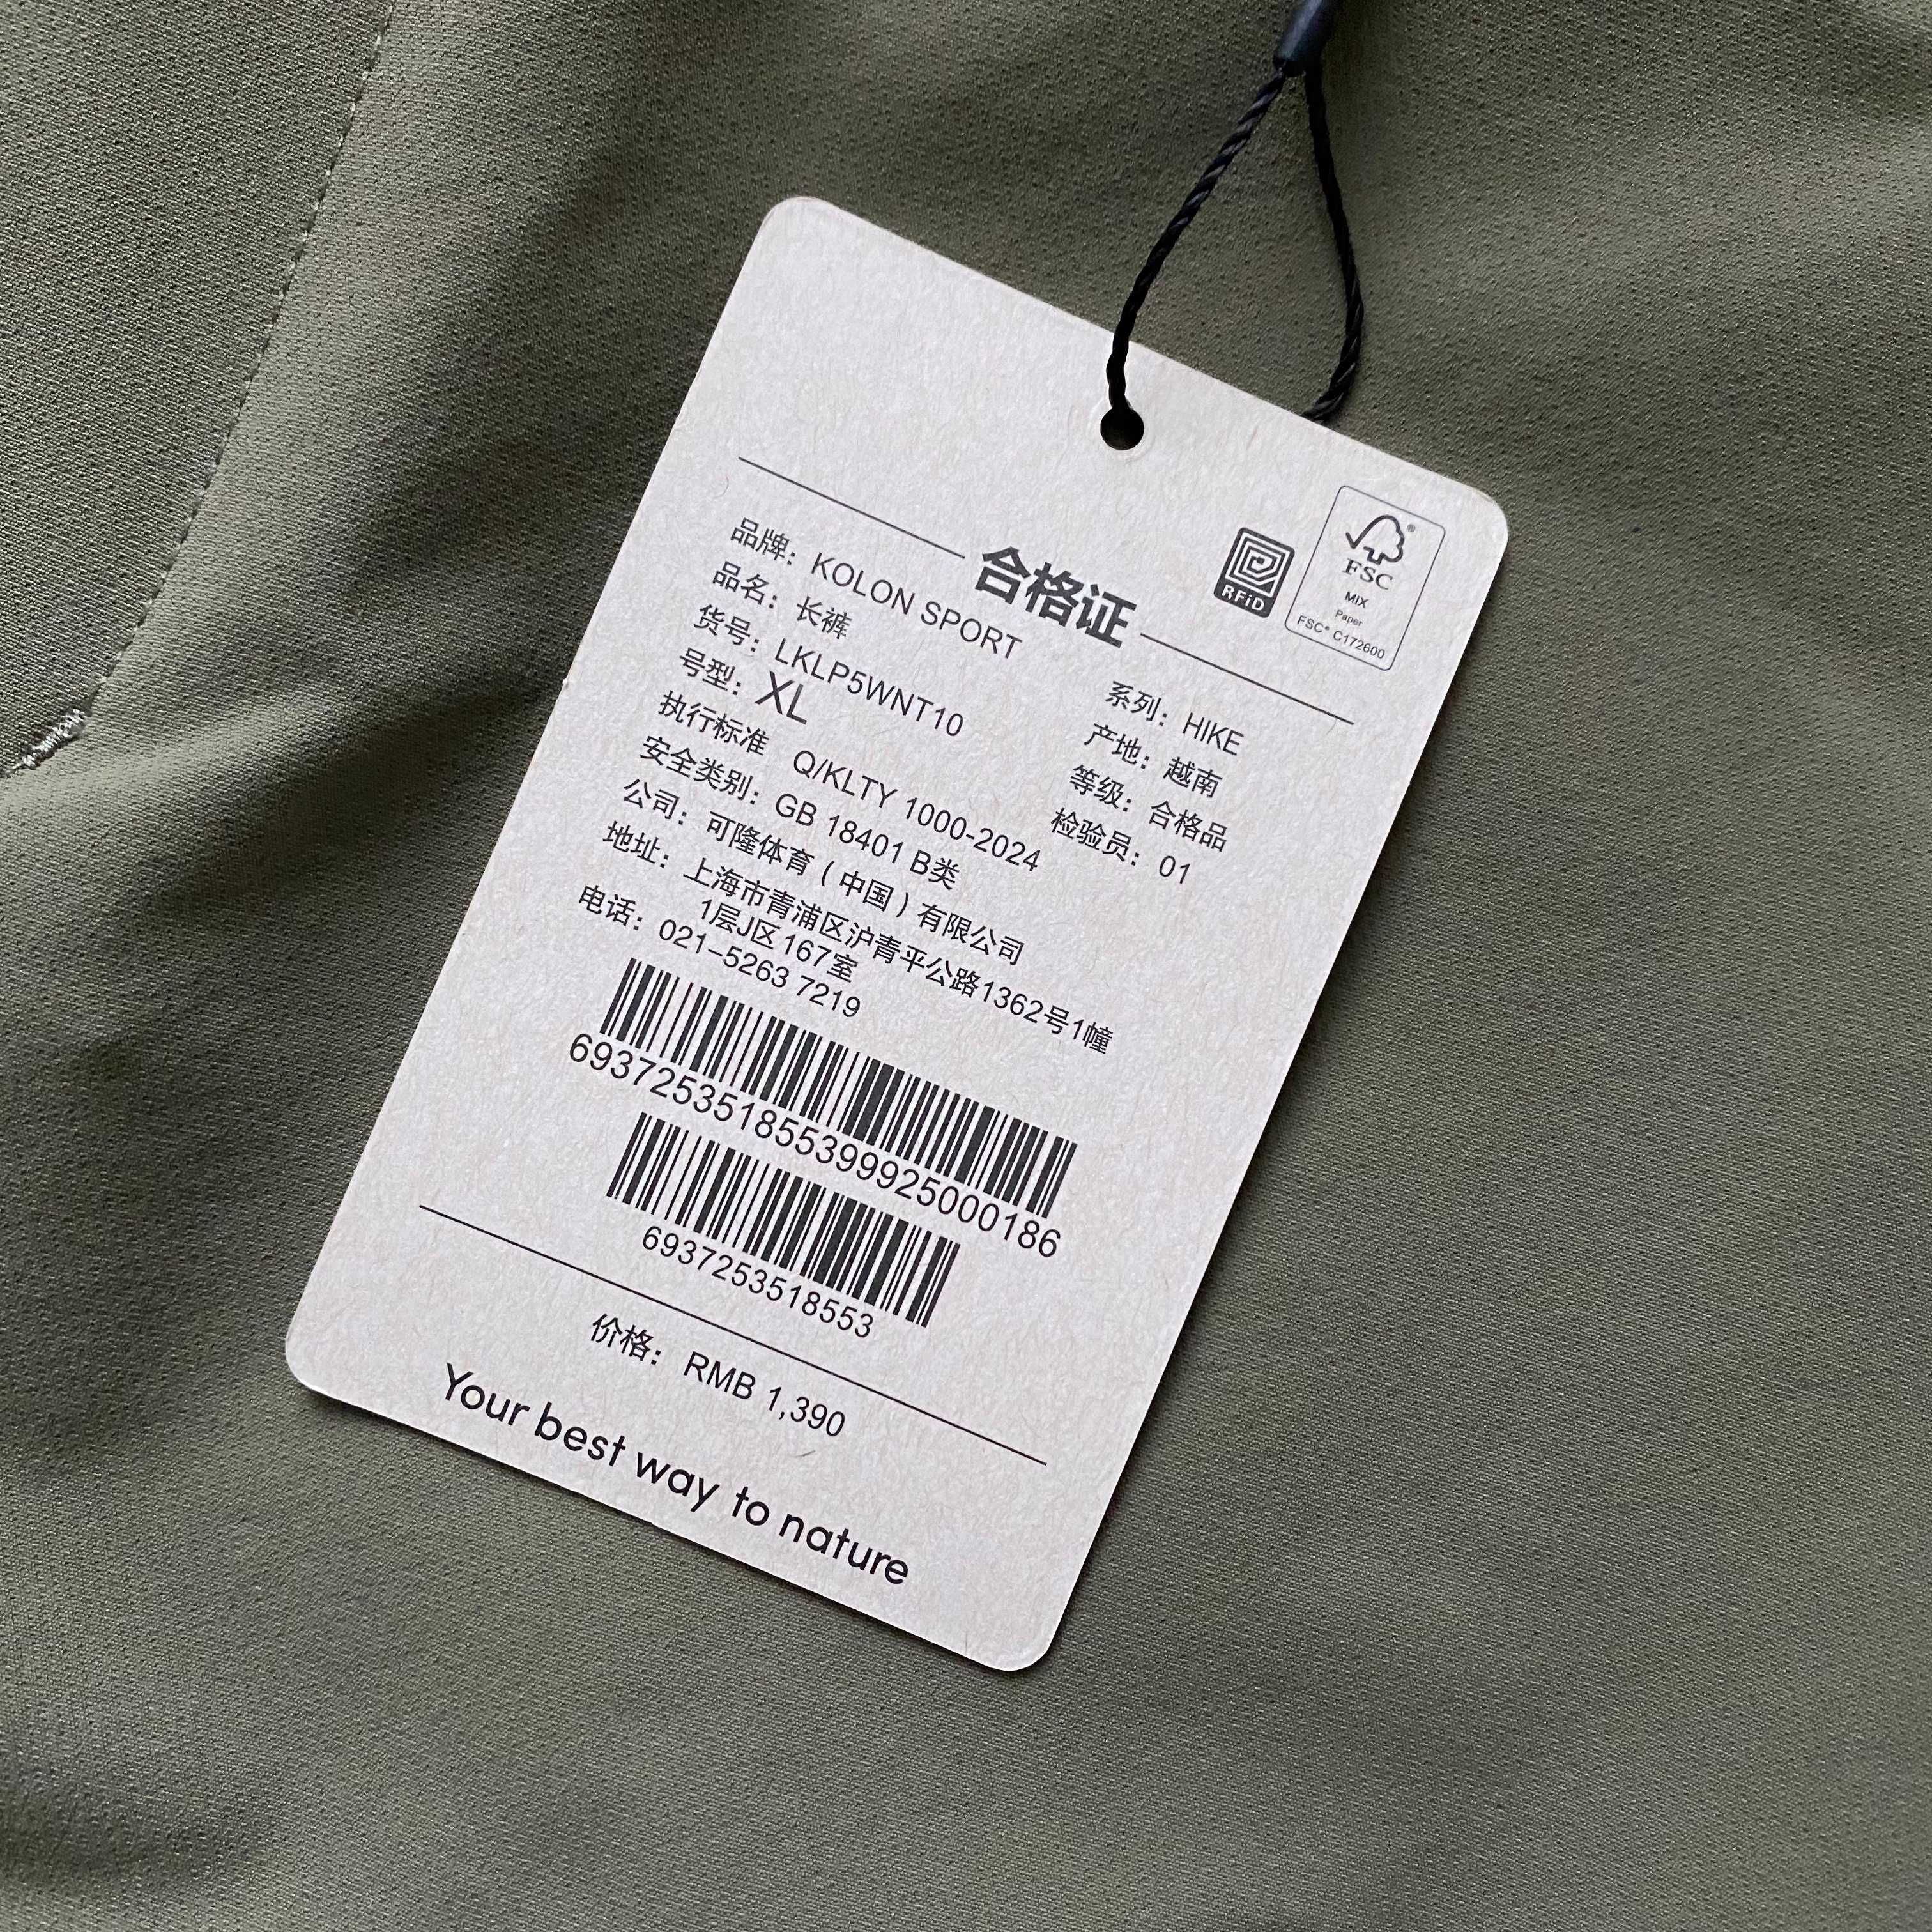 合格证
RFiD
FSC®
MIX
Paper
FSC® C172600
品牌：KOLON SPORT
品名：长裤
系列：HIKE
货号：LKLP5WNT10
产地：越南
号型：XL
等级：合格品
执行标准 Q/KLTY 1000-2024
检验员：01
安全类别：GB 18401 B类
公司：可隆体育（中国）有限公司
地址：上海市青浦区沪青平公路1362号1幢
1层J区167室
电话：021-5263 7219
693725351855399925000186
6937253518553
价格：RMB 1,390
Your best way to nature